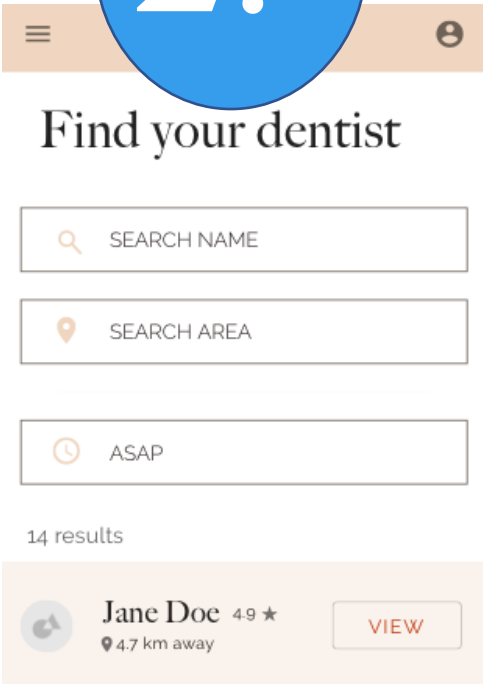 2.
Find your dentist
SEARCH NAME
SEARCH AREA
ASAP
14 results
Jane Doe 4.9 ★
4.7 km away
VIEW